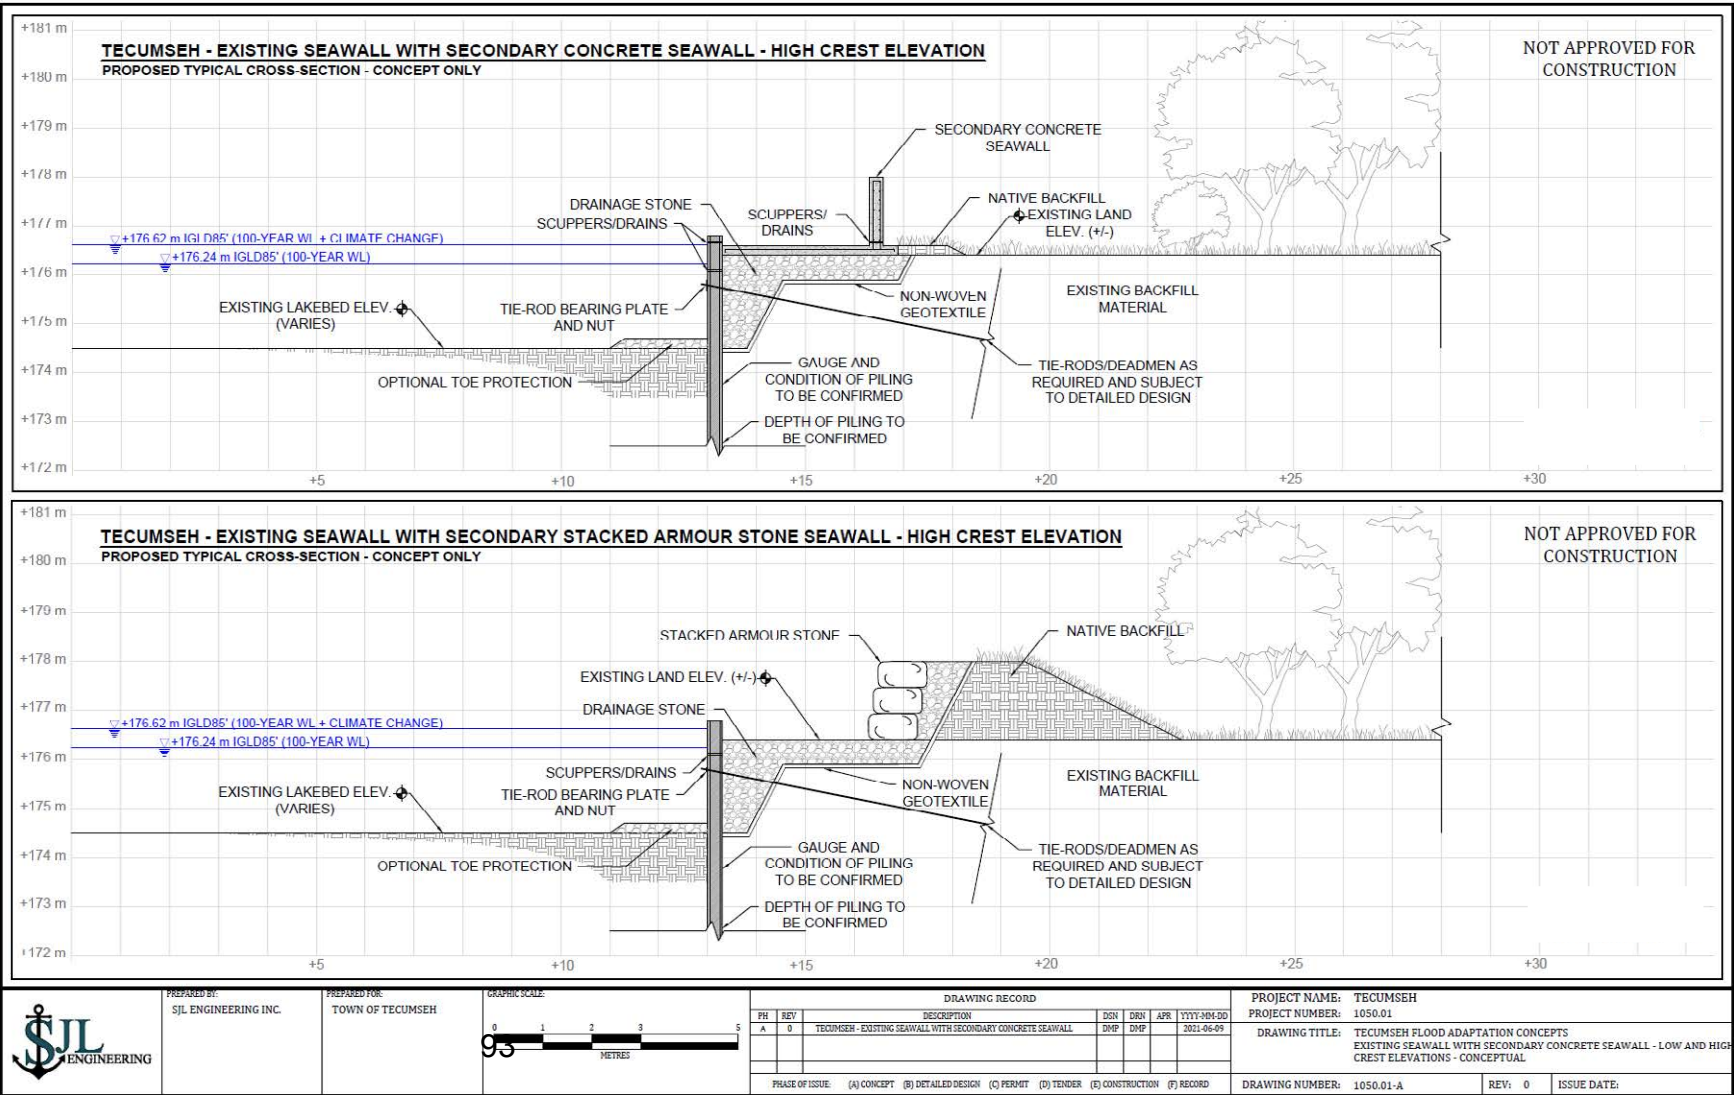 +181 m
TECUMSEH - EXISTING SEAWALL WITH SECONDARY CONCRETE SEAWALL - HIGH CREST ELEVATION
PROPOSED TYPICAL CROSS-SECTION - CONCEPT ONLY
NOT APPROVED FOR
CONSTRUCTION
+180 m
+179 m
SECONDARY CONCRETE
SEAWALL
+178 m
DRAINAGE STONE
SCUPPERS/DRAINS
SCUPPERS/
DRAINS
NATIVE BACKFILL
EXISTING LAND
ELEV. (+/-)
+177 m
+176.62 m IGLD85' (100-YEAR WL + CLIMATE CHANGE)
+176.24 m IGLD85' (100-YEAR WL)
+176 m
EXISTING LAKEBED ELEV.
(VARIES)
TIE-ROD BEARING PLATE
AND NUT
NON-WOVEN
GEOTEXTILE
EXISTING BACKFILL
MATERIAL
+175 m
+174 m
OPTIONAL TOE PROTECTION
GAUGE AND
CONDITION OF PILING
TO BE CONFIRMED
TIE-RODS/DEADMEN AS
REQUIRED AND SUBJECT
TO DETAILED DESIGN
+173 m
DEPTH OF PILING TO
BE CONFIRMED
+172 m
+5
+10
+15
+20
+25
+30
+181 m
TECUMSEH - EXISTING SEAWALL WITH SECONDARY STACKED ARMOUR STONE SEAWALL - HIGH CREST ELEVATION
PROPOSED TYPICAL CROSS-SECTION - CONCEPT ONLY
NOT APPROVED FOR
CONSTRUCTION
+180 m
+179 m
STACKED ARMOUR STONE
NATIVE BACKFILL
+178 m
EXISTING LAND ELEV. (+/-)
DRAINAGE STONE
+177 m
+176.62 m IGLD85' (100-YEAR WL + CLIMATE CHANGE)
+176.24 m IGLD85' (100-YEAR WL)
+176 m
SCUPPERS/DRAINS
EXISTING LAKEBED ELEV.
(VARIES)
TIE-ROD BEARING PLATE
AND NUT
NON-WOVEN
GEOTEXTILE
EXISTING BACKFILL
MATERIAL
+175 m
+174 m
OPTIONAL TOE PROTECTION
GAUGE AND
CONDITION OF PILING
TO BE CONFIRMED
TIE-RODS/DEADMEN AS
REQUIRED AND SUBJECT
TO DETAILED DESIGN
+173 m
DEPTH OF PILING TO
BE CONFIRMED
+172 m
+5
+10
+15
+20
+25
+30
SJL
ENGINEERING
PREPARED BY:
SJL ENGINEERING INC.
PREPARED FOR:
TOWN OF TECUMSEH
GRAPHIC SCALE:
0 1 2 3 5
93
METRES
DRAWING RECORD
PH REV DESCRIPTION DSN DRN APR YYYY-MM-DD
A 0 TECUMSEH - EXISTING SEAWALL WITH SECONDARY CONCRETE SEAWALL DMP DMP 2021-06-09
PHASE OF ISSUE: (A) CONCEPT (B) DETAILED DESIGN (C) PERMIT (D) TENDER (E) CONSTRUCTION (F) RECORD
PROJECT NAME: TECUMSEH
PROJECT NUMBER: 1050.01
DRAWING TITLE: TECUMSEH FLOOD ADAPTATION CONCEPTS
EXISTING SEAWALL WITH SECONDARY CONCRETE SEAWALL - LOW AND HIGH
CREST ELEVATIONS - CONCEPTUAL
DRAWING NUMBER: 1050.01-A REV: 0 ISSUE DATE: